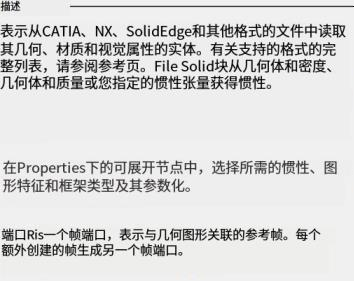 描述
表示从CATIA、NX、SolidEdge和其他格式的文件中读取
其几何、材质和视觉属性的实体。有关支持的格式的完
整列表，请参阅参考页。File Solid块从几何体和密度、
几何体和质量或您指定的惯性张量获得惯性。
在Properties下的可展开节点中，选择所需的惯性、图
形特征和框架类型及其参数化。
端口Ris一个帧端口，表示与几何图形关联的参考帧。每个
额外创建的帧生成另一个帧端口。